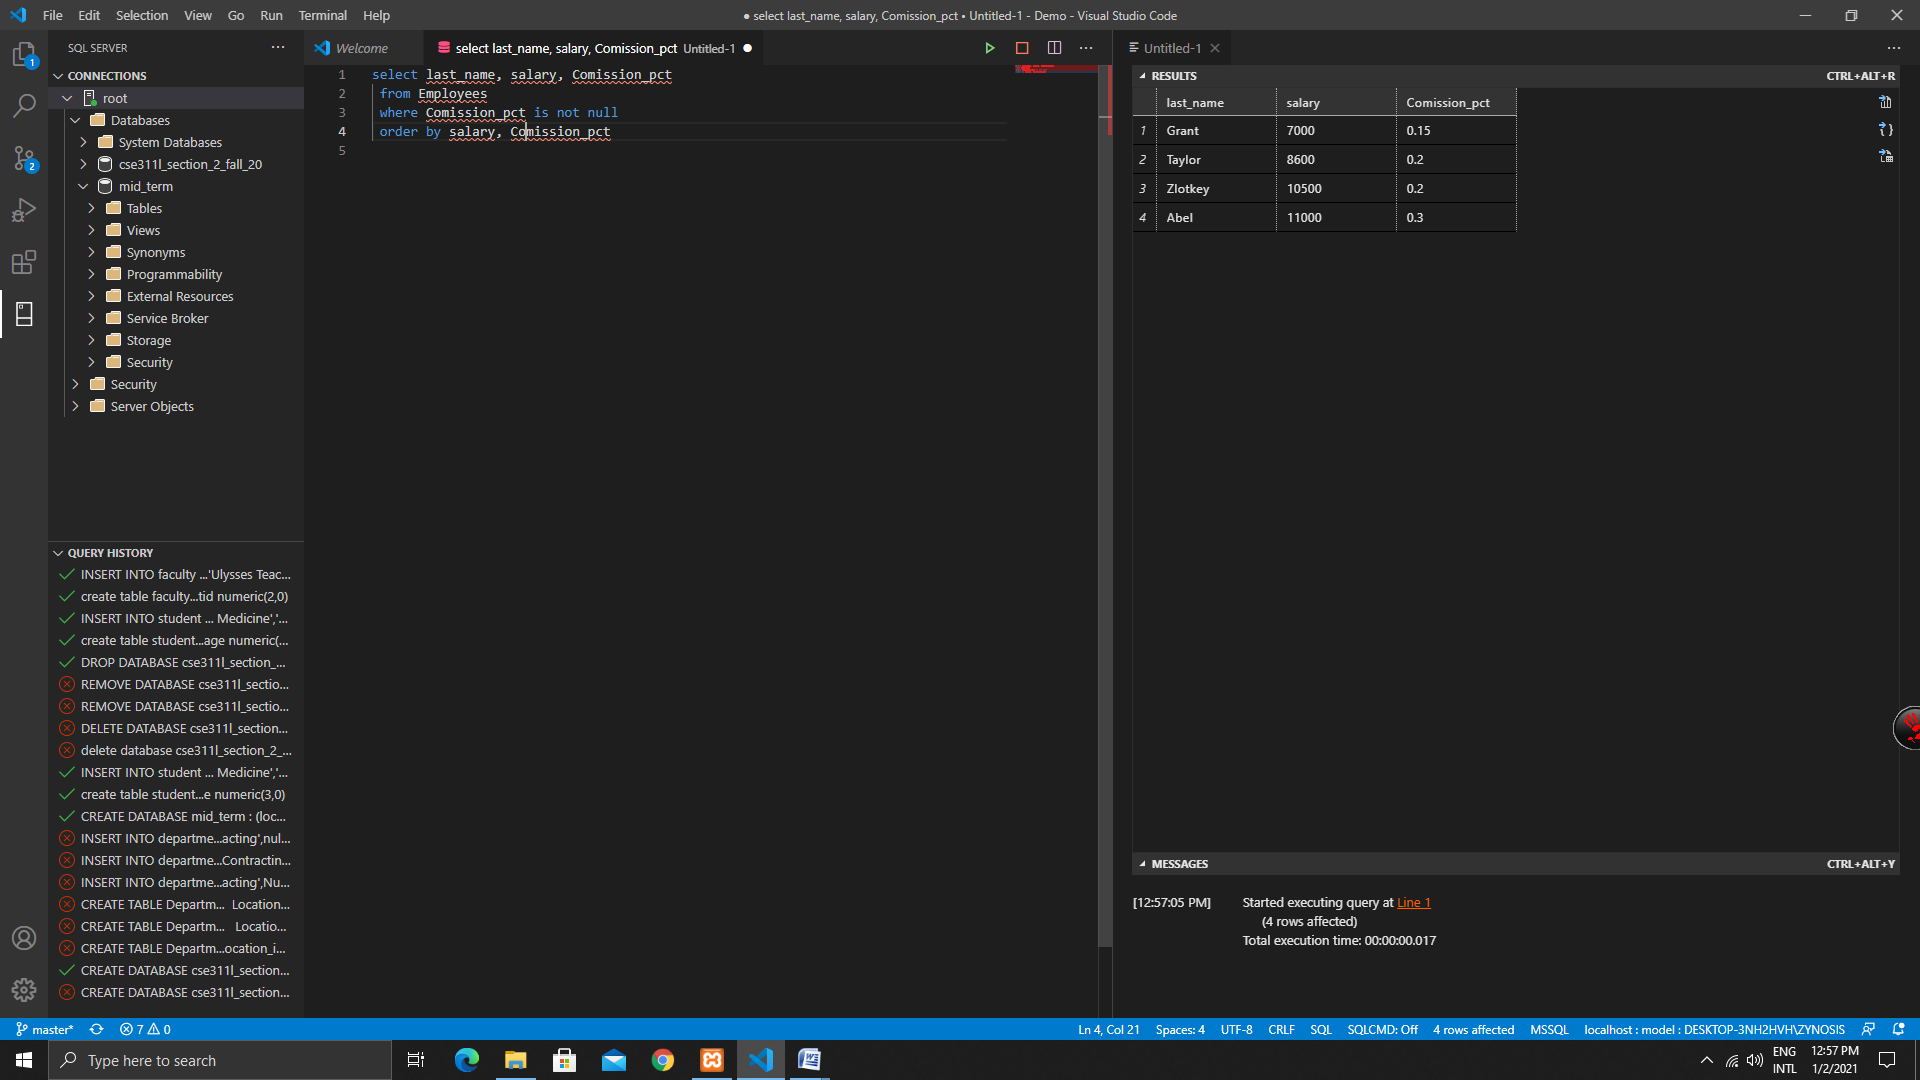 File Edit Selection View Go Run Terminal Help
● select last_name, salary, Comission_pct • Untitled-1 - Demo - Visual Studio Code
SQL SERVER
CONNECTIONS
root
Databases
System Databases
cse311l_section_2_fall_20
mid_term
Tables
Views
Synonyms
Programmability
External Resources
Service Broker
Storage
Security
Security
Server Objects
QUERY HISTORY
INSERT INTO faculty ...'Ulysses Teac...
create table faculty...tid numeric(2,0)
INSERT INTO student ... Medicine','...
create table student...age numeric(...
DROP DATABASE cse311l_section_...
REMOVE DATABASE cse311l_sectio...
REMOVE DATABASE cse311l_sectio...
DELETE DATABASE cse311l_section...
delete database cse311l_section_2_...
INSERT INTO student ... Medicine','...
create table student...e numeric(3,0)
CREATE DATABASE mid_term : (loc...
INSERT INTO departme...acting',nul...
INSERT INTO departme...Contractin...
INSERT INTO departme...acting',Nu...
CREATE TABLE Departm... Location...
CREATE TABLE Departm... Locatio...
CREATE TABLE Departm...ocation_i...
CREATE DATABASE cse311l_section...
CREATE DATABASE cse311l_section...
1
2
Welcome
select last_name, salary, Comission_pct Untitled-1
1 select last_name, salary, Comission_pct
2 from Employees
3 where Comission_pct is not null
4 order by salary, Comission_pct
5
Untitled-1
RESULTS CTRL+ALT+R
last_name salary Comission_pct
1 Grant 7000 0.15
2 Taylor 8600 0.2
3 Zlotkey 10500 0.2
4 Abel 11000 0.3
MESSAGES CTRL+ALT+Y
[12:57:05 PM] Started executing query at Line 1
(4 rows affected)
Total execution time: 00:00:00.017
master* 7 0 Ln 4, Col 21 Spaces: 4 UTF-8 CRLF SQL SQLCMD: Off 4 rows affected MSSQL localhost : model : DESKTOP-3NH2HVH\ZYNOSIS
Type here to search
ENG
INTL
12:57 PM
1/2/2021